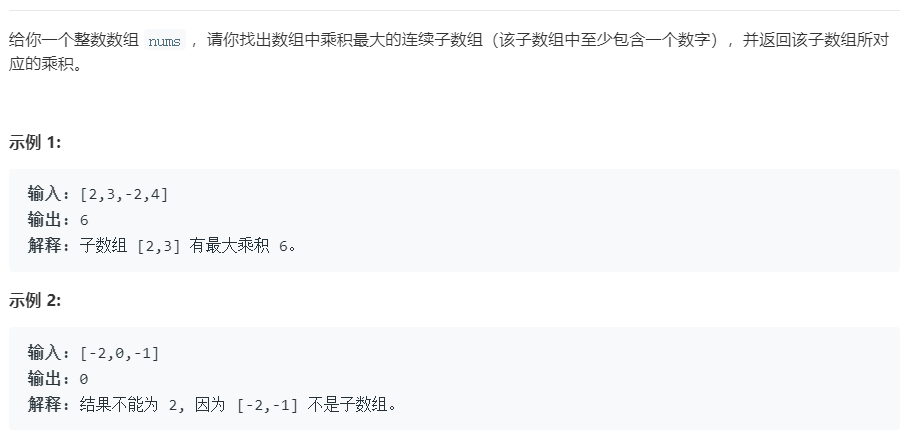 给你一个整数数组 nums ，请你找出数组中乘积最大的连续子数组（该子数组中至少包含一个数字），并返回该子数组所对
应的乘积。
示例 1:
输入: [2,3,-2,4]
输出: 6
解释: 子数组 [2,3] 有最大乘积 6。
示例 2:
输入: [-2,0,-1]
输出: 0
解释: 结果不能为 2, 因为 [-2,-1] 不是子数组。